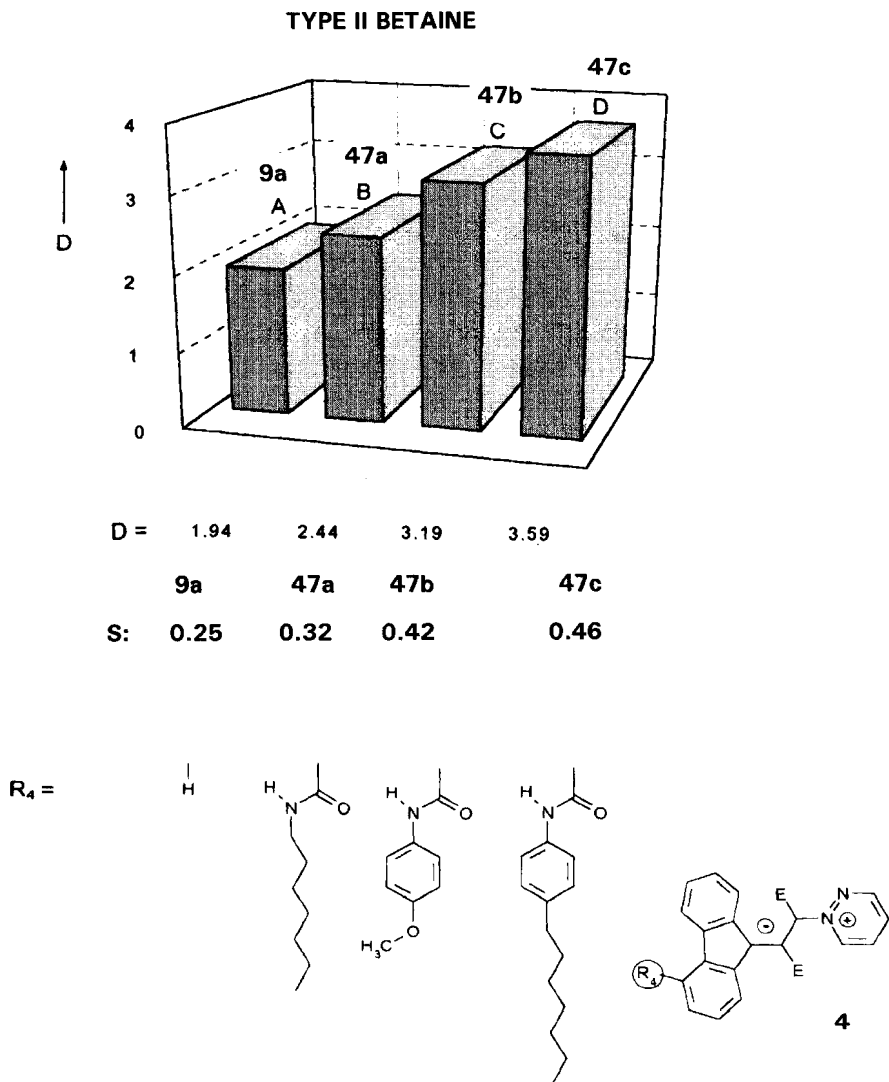 TYPE II BETAINE
47c
47b
D
4
C
47a
9a
B
3
A
D
2
1
0
D = 1.94 2.44 3.19 3.59
9a 47a 47b 47c
S: 0.25 0.32 0.42 0.46
R₄ =
H
H N O
H N O
H N O
H₃C O
E N
N
⊖ ⊕
E
R₄
4